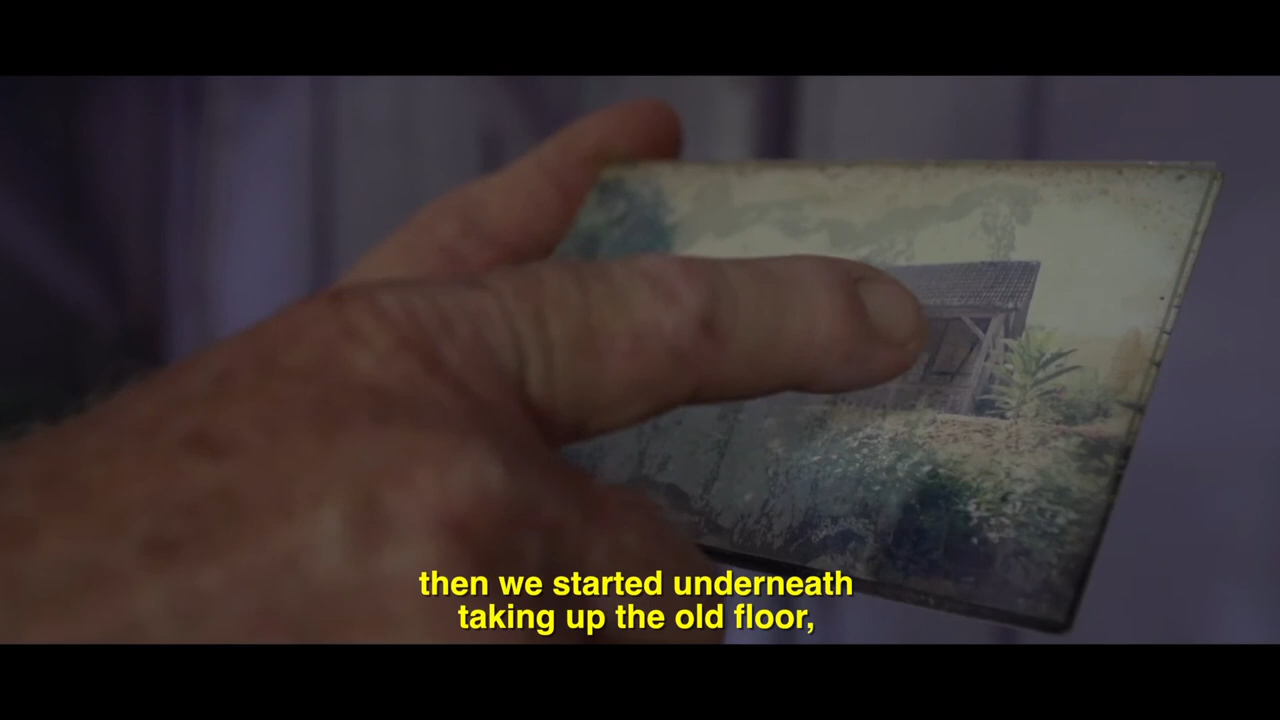 then we started underneath
taking up the old floor,